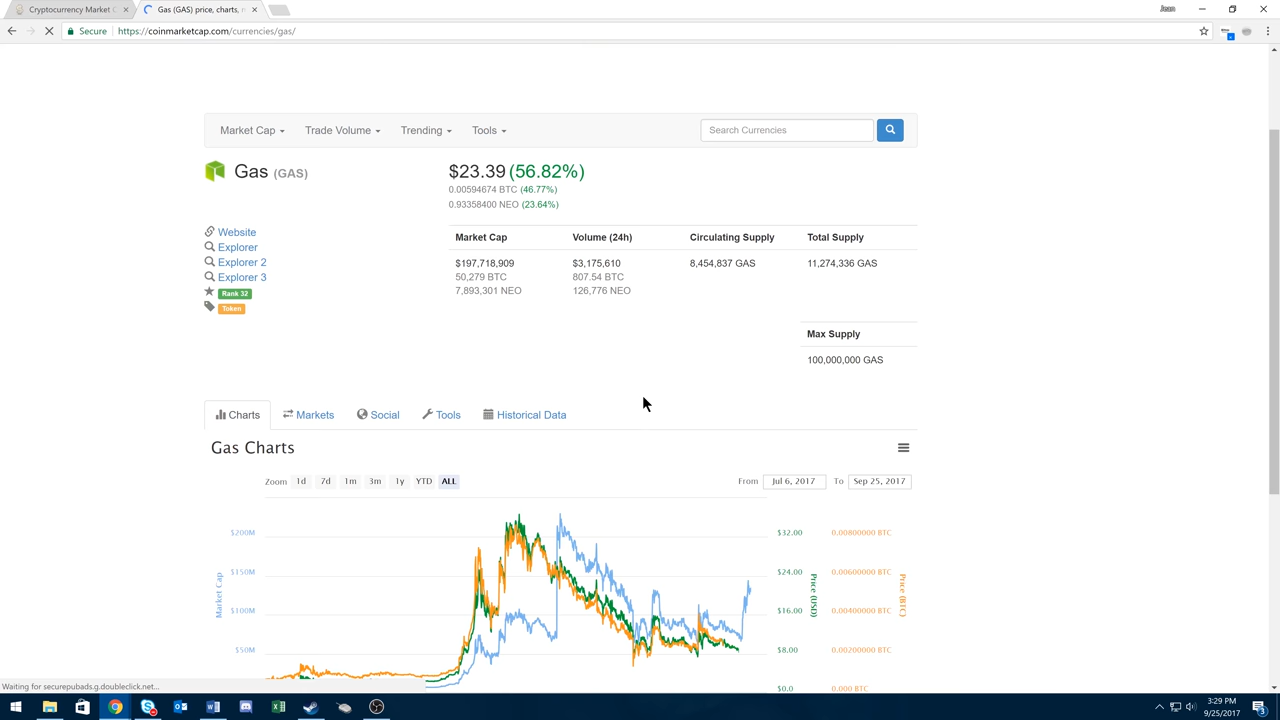 Cryptocurrency Market C
Gas (GAS) price, charts,
Jean
Secure
https://coinmarketcap.com/currencies/gas/
Market Cap
Trade Volume
Trending
Tools
Search Currencies
Gas (GAS)
$23.39 (56.82%)
0.00594674 BTC (46.77%)
0.93358400 NEO (23.64%)
Website
Explorer
Explorer 2
Explorer 3
Rank 32
Token
Market Cap Volume (24h) Circulating Supply Total Supply
$197,718,909 $3,175,610 8,454,837 GAS 11,274,336 GAS
50,279 BTC 807.54 BTC
7,893,301 NEO 126,776 NEO
Max Supply
100,000,000 GAS
Charts Markets Social Tools Historical Data
Gas Charts
Zoom 1d 7d 1m 3m 1y YTD ALL
From Jul 6, 2017 To Sep 25, 2017
$200M $32.00 0.00800000 BTC
$150M $24.00 0.00600000 BTC
$100M $16.00 0.00400000 BTC
$50M $8.00 0.00200000 BTC
$0.0 0.000 BTC
Market Cap
Price (USD)
Price (BTC)
Waiting for securepubads.g.doubleclick.net...
3:29 PM
9/25/2017
3